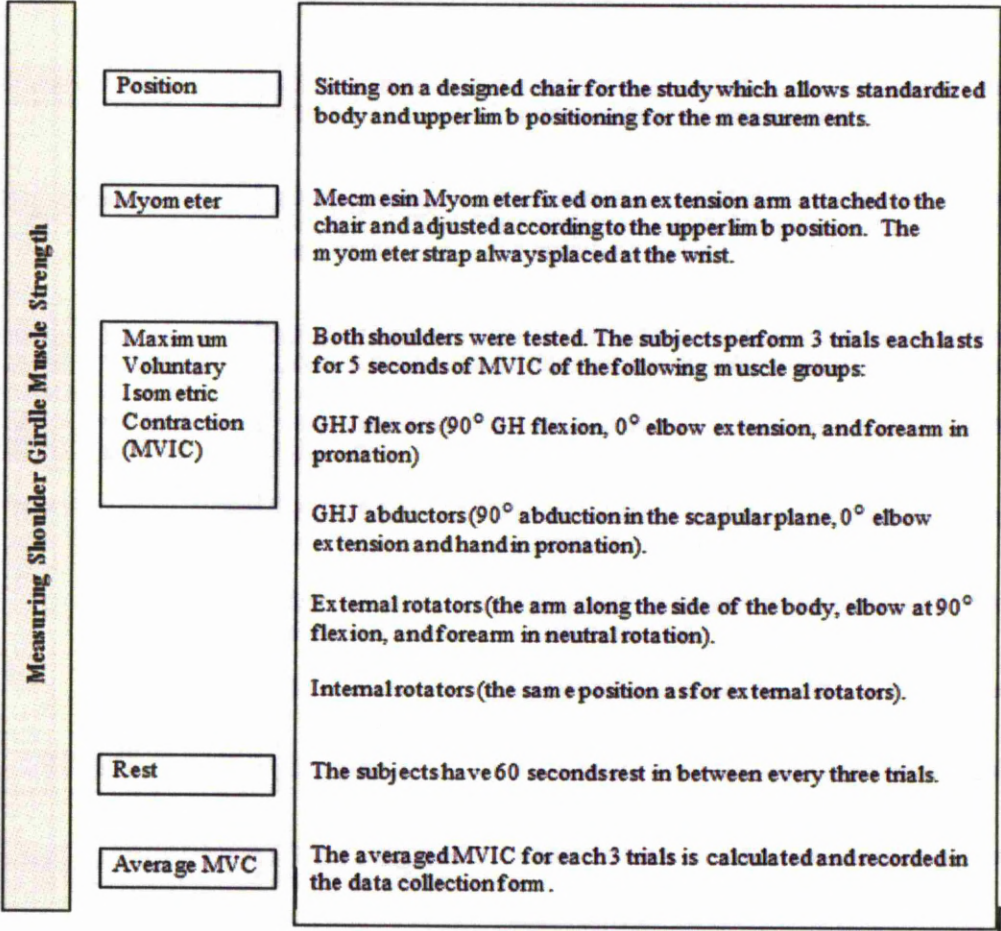 Measuring Shoulder Girdle Muscle Strength
Position
Sitting on a designed chair for the study which allows standardized
body and upper limb positioning for the measurements.
Myometer
Mecmesin Myometer fixed on an extension arm attached to the
chair and adjusted according to the upper limb position. The
myometer strap always placed at the wrist.
Maximum
Voluntary
Isometric
Contraction
(MVIC)
Both shoulders were tested. The subjects perform 3 trials each lasts
for 5 seconds of MVIC of the following muscle groups:
GHJ flexors (90° GH flexion, 0° elbow extension, and forearm in
pronation)
GHJ abductors (90° abduction in the scapular plane, 0° elbow
extension and hand in pronation).
External rotators (the arm along the side of the body, elbow at 90°
flexion, and forearm in neutral rotation).
Internal rotators (the same position as for external rotators).
Rest
The subjects have 60 seconds rest in between every three trials.
Average MVC
The averaged MVIC for each 3 trials is calculated and recorded in
the data collection form.